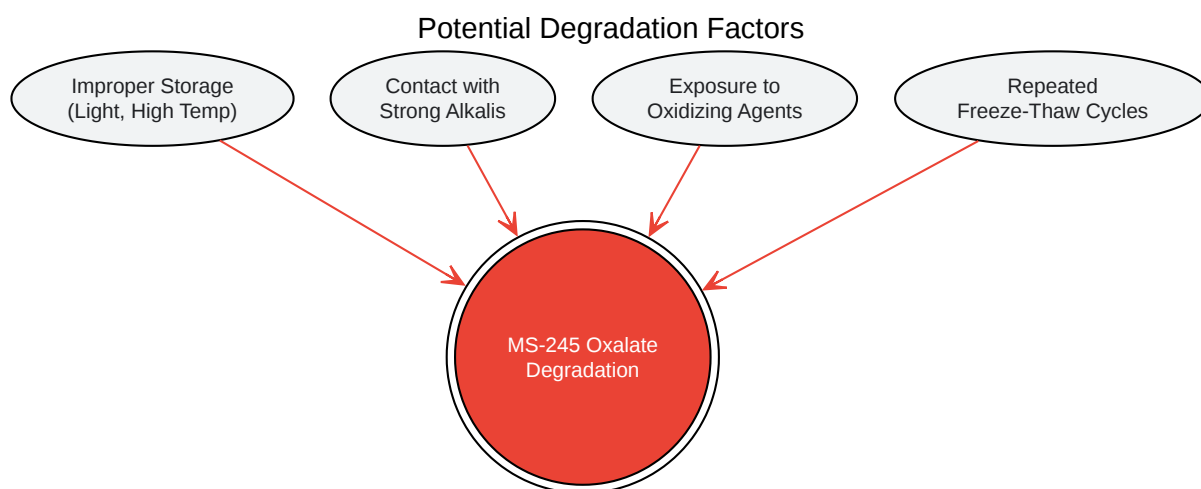 Potential Degradation Factors
Improper Storage
(Light, High Temp)
Contact with
Strong Alkalis
Exposure to
Oxidizing Agents
Repeated
Freeze-Thaw Cycles
MS-245 Oxalate
Degradation